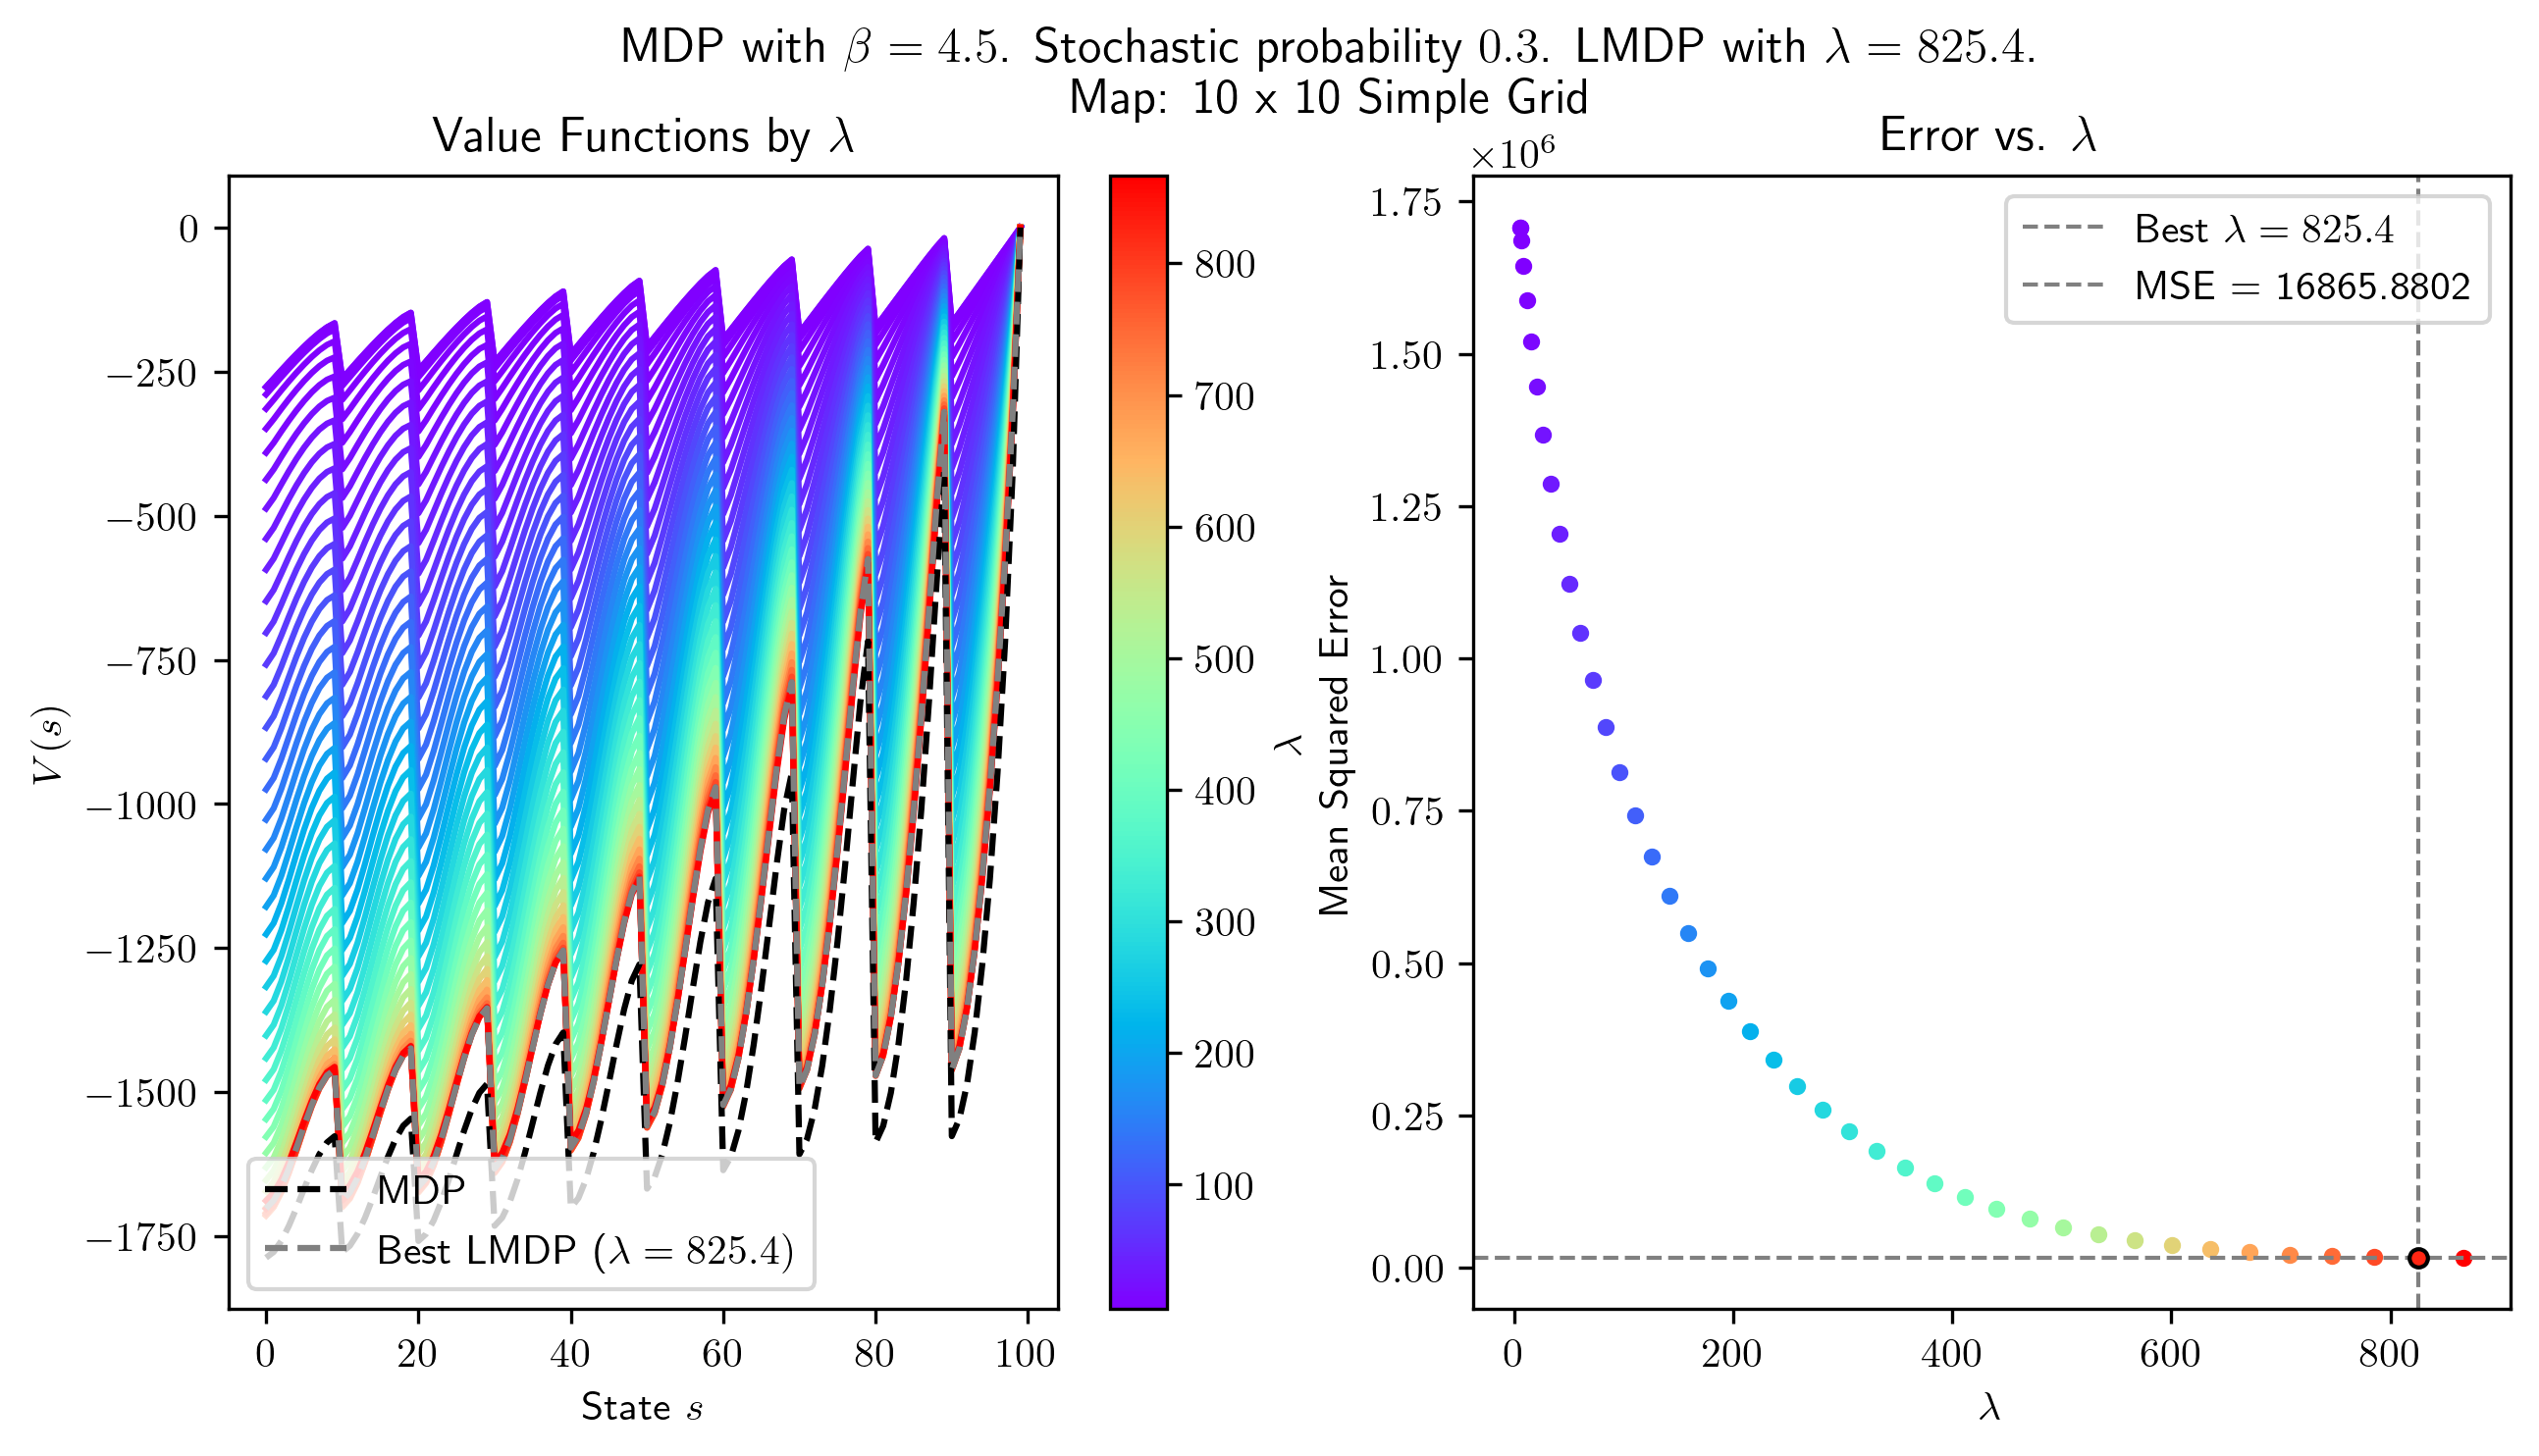 MDP with β = 4.5. Stochastic probability 0.3. LMDP with λ = 825.4.
Map: 10 x 10 Simple Grid
Value Functions by λ
0
−250
−500
−750
−1000
−1250
−1500
−1750
V(s)
0 20 40 60 80 100
State s
MDP
Best LMDP (λ = 825.4)
800
700
600
500
400
300
200
100
λ
Error vs. λ
×10⁶
1.75
1.50
1.25
1.00
0.75
0.50
0.25
0.00
Mean Squared Error
0 200 400 600 800
λ
Best λ = 825.4
MSE = 16865.8802